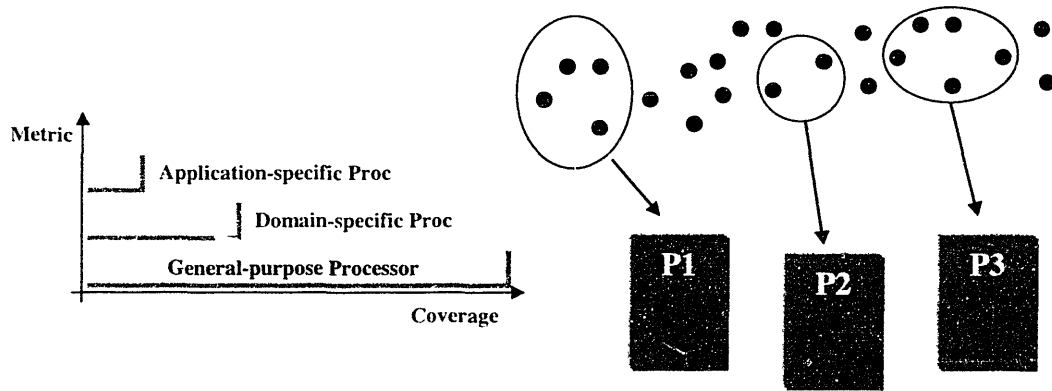 Metric
Application-specific Proc
Domain-specific Proc
General-purpose Processor
Coverage
P1
P2
P3